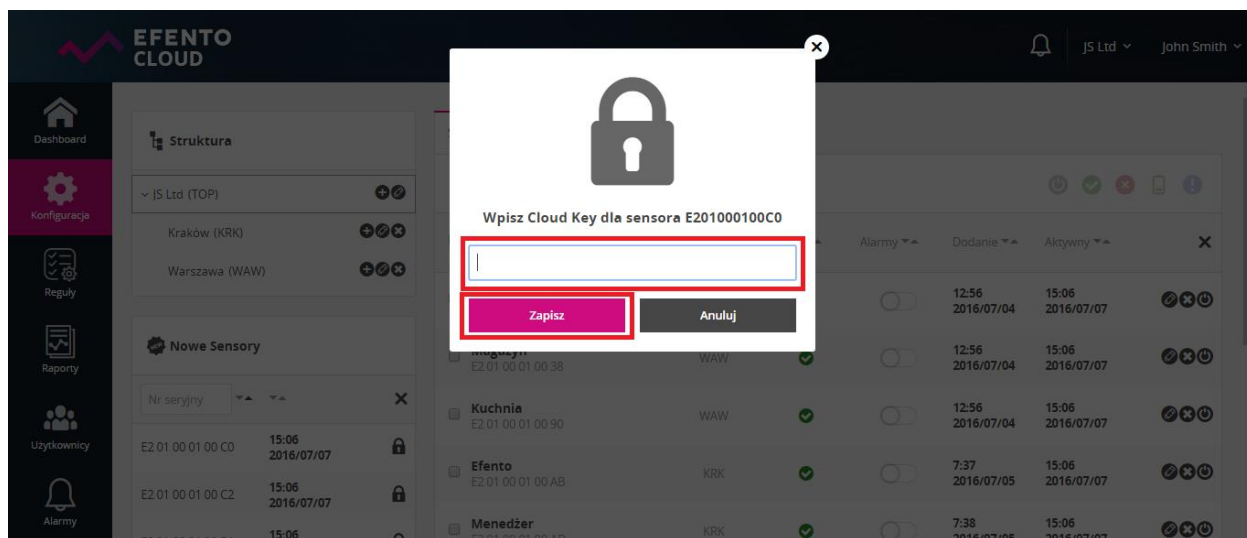 EFENTO
CLOUD
JS Ltd
John Smith
Dashboard
Konfiguracja
Reguły
Raporty
Użytkownicy
Alarmy
Struktura
JS Ltd (TOP)
Kraków (KRK)
Warszawa (WAW)
Nowe Sensory
Nr seryjny
E2 01 00 01 00 C0 15:06
2016/07/07
E2 01 00 01 00 C2 15:06
2016/07/07
15:06
Wpisz Cloud Key dla sensora E201000100C0
Zapisz Anuluj
Alarmy Dodanie Aktywny
12:56 15:06
2016/07/04 2016/07/07
Magazyn WAW 12:56 15:06
E2 01 00 01 00 38 2016/07/04 2016/07/07
Kuchnia WAW 12:56 15:06
E2 01 00 01 00 90 2016/07/04 2016/07/07
Efento KRK 7:37 15:06
E2 01 00 01 00 AB 2016/07/05 2016/07/07
Menedżer KRK 7:38 15:06
2016/07/05 2016/07/07